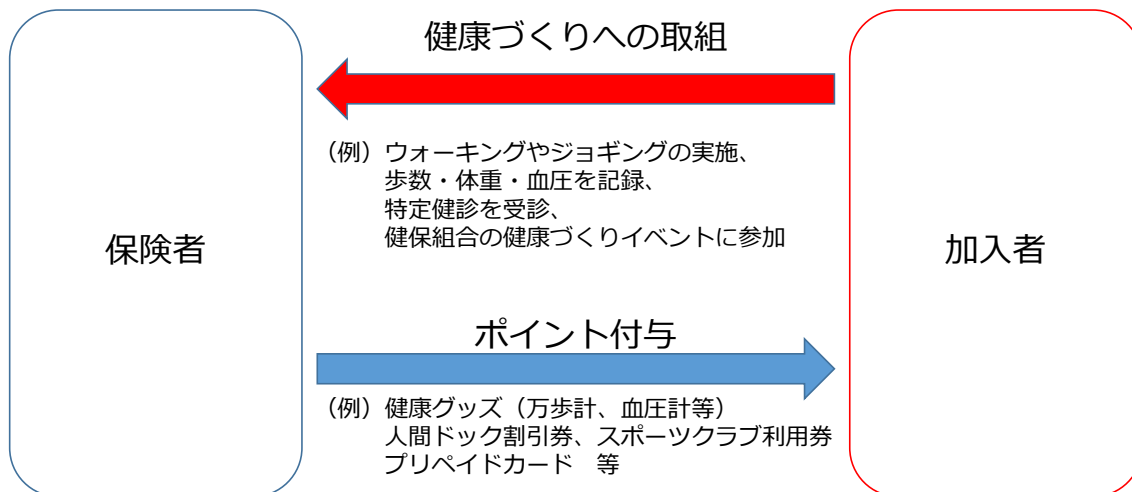 健康づくりへの取組
（例）ウォーキングやジョギングの実施、
歩数・体重・血圧を記録、
特定健診を受診、
健保組合の健康づくりイベントに参加
保険者
加入者
ポイント付与
（例）健康グッズ（万歩計、血圧計等）
人間ドック割引券、スポーツクラブ利用券
プリペイドカード　等